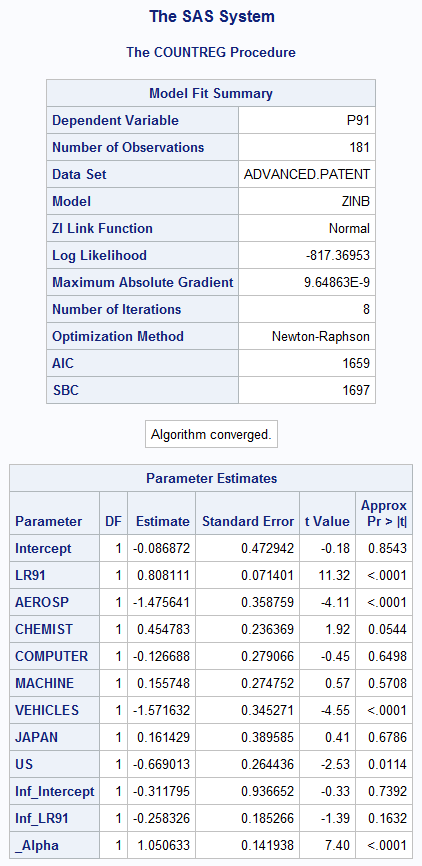 The SAS System
The COUNTREG Procedure
Model Fit Summary
Dependent Variable P91
Number of Observations 181
Data Set ADVANCED.PATENT
Model ZINB
ZI Link Function Normal
Log Likelihood -817.36953
Maximum Absolute Gradient 9.64863E-9
Number of Iterations 8
Optimization Method Newton-Raphson
AIC 1659
SBC 1697
Algorithm converged.
Parameter Estimates
Parameter DF Estimate Standard Error t Value Approx Pr > |t|
Intercept 1 -0.086872 0.472942 -0.18 0.8543
LR91 1 0.808111 0.071401 11.32 <.0001
AEROSP 1 -1.475641 0.358759 -4.11 <.0001
CHEMIST 1 0.454783 0.236369 1.92 0.0544
COMPUTER 1 -0.126688 0.279066 -0.45 0.6498
MACHINE 1 0.155748 0.274752 0.57 0.5708
VEHICLES 1 -1.571632 0.345271 -4.55 <.0001
JAPAN 1 0.161429 0.389585 0.41 0.6786
US 1 -0.669013 0.264436 -2.53 0.0114
Inf_Intercept 1 -0.311795 0.936652 -0.33 0.7392
Inf_LR91 1 -0.258326 0.185266 -1.39 0.1632
_Alpha 1 1.050633 0.141938 7.40 <.0001